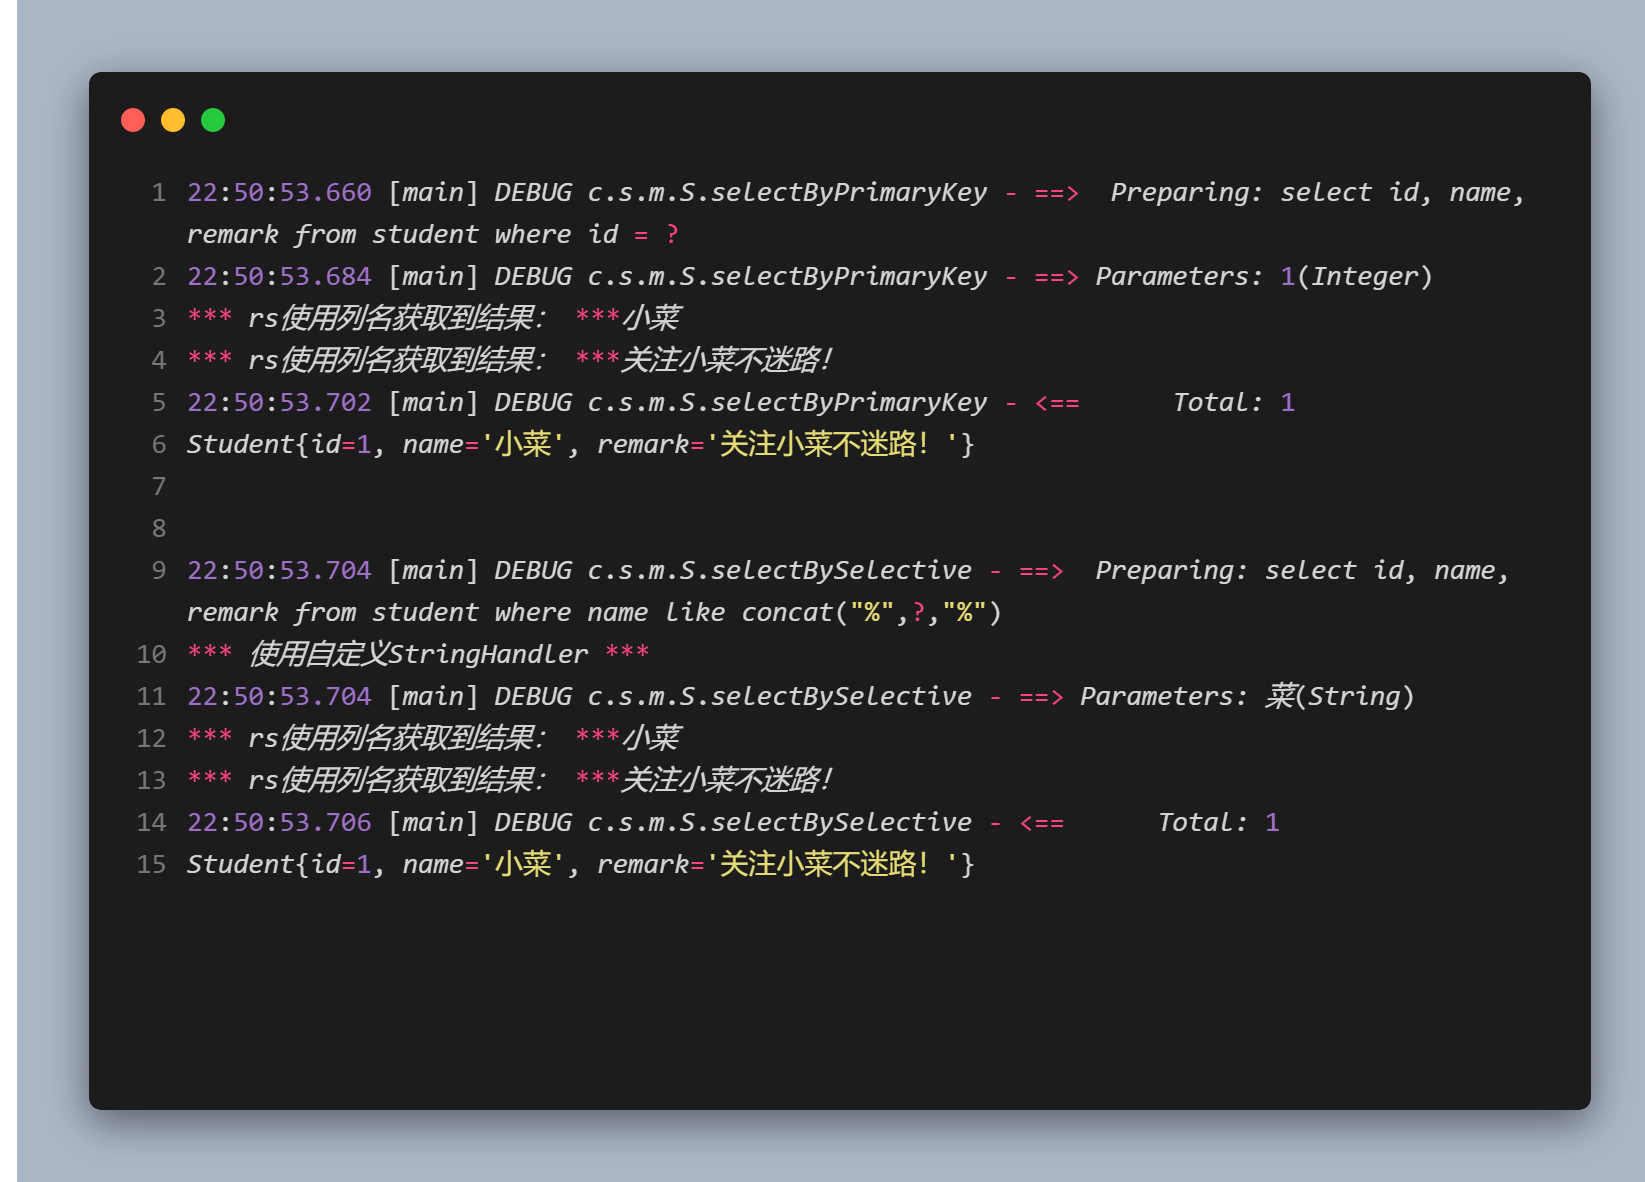 1 22:50:53.660 [main] DEBUG c.s.m.S.selectByPrimaryKey - ==>  Preparing: select id, name,
remark from student where id = ?
2 22:50:53.684 [main] DEBUG c.s.m.S.selectByPrimaryKey - ==> Parameters: 1(Integer)
3 *** rs使用列名获取到结果： ***小菜
4 *** rs使用列名获取到结果： ***关注小菜不迷路！
5 22:50:53.702 [main] DEBUG c.s.m.S.selectByPrimaryKey - <==      Total: 1
6 Student{id=1, name='小菜', remark='关注小菜不迷路！'}
7
8
9 22:50:53.704 [main] DEBUG c.s.m.S.selectBySelective - ==>  Preparing: select id, name,
remark from student where name like concat("%",?,"%")
10 *** 使用自定义StringHandler ***
11 22:50:53.704 [main] DEBUG c.s.m.S.selectBySelective - ==> Parameters: 菜(String)
12 *** rs使用列名获取到结果： ***小菜
13 *** rs使用列名获取到结果： ***关注小菜不迷路！
14 22:50:53.706 [main] DEBUG c.s.m.S.selectBySelective - <==      Total: 1
15 Student{id=1, name='小菜', remark='关注小菜不迷路！'}